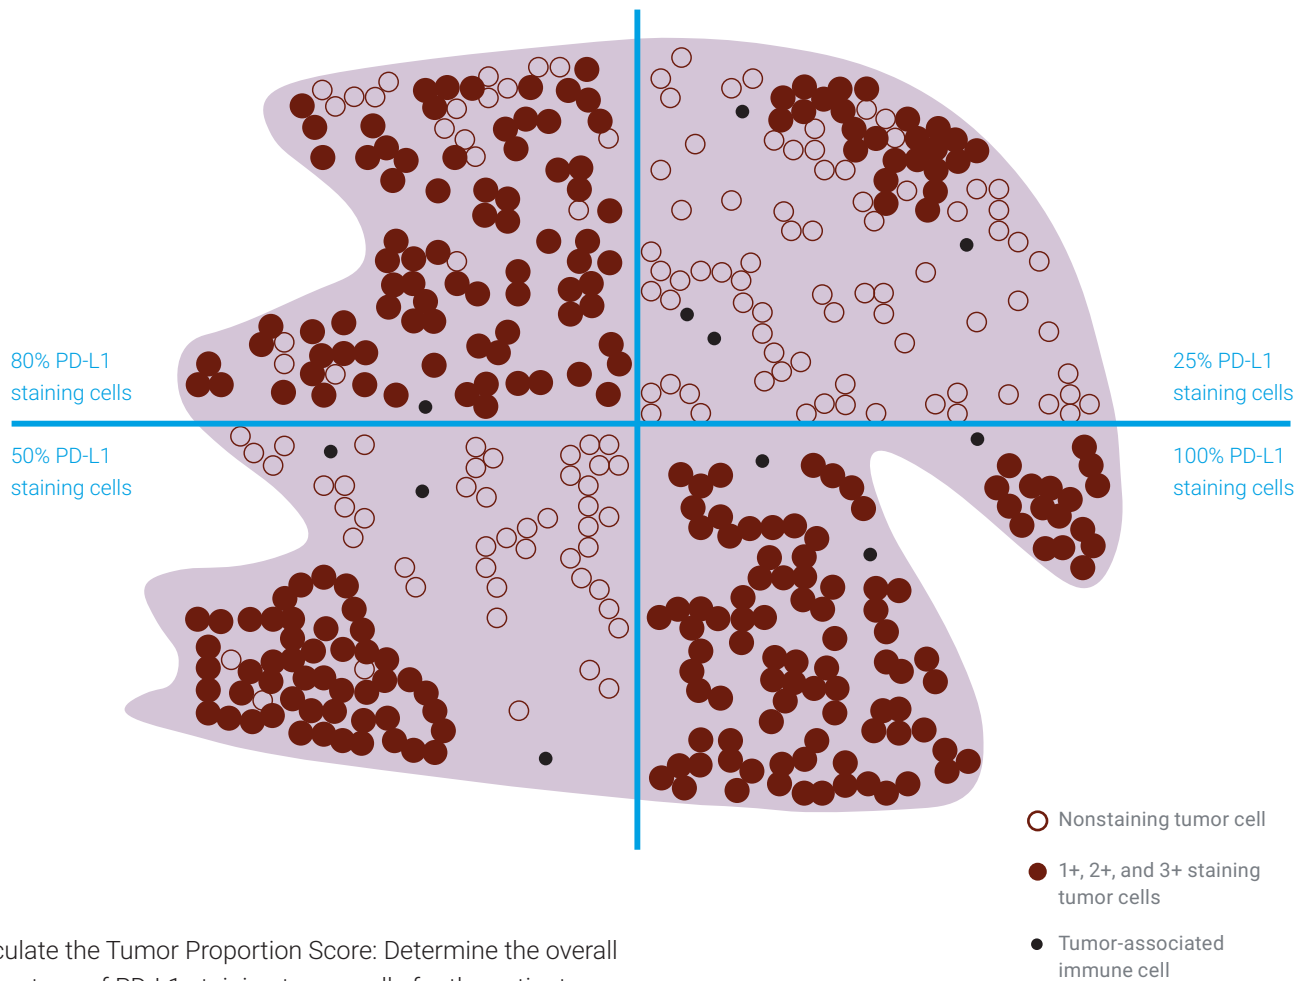 80% PD-L1
staining cells
25% PD-L1
staining cells
50% PD-L1
staining cells
100% PD-L1
staining cells
Nonstaining tumor cell
1+, 2+, and 3+ staining
tumor cells
Tumor-associated
immune cell
culate the Tumor Proportion Score: Determine the overall